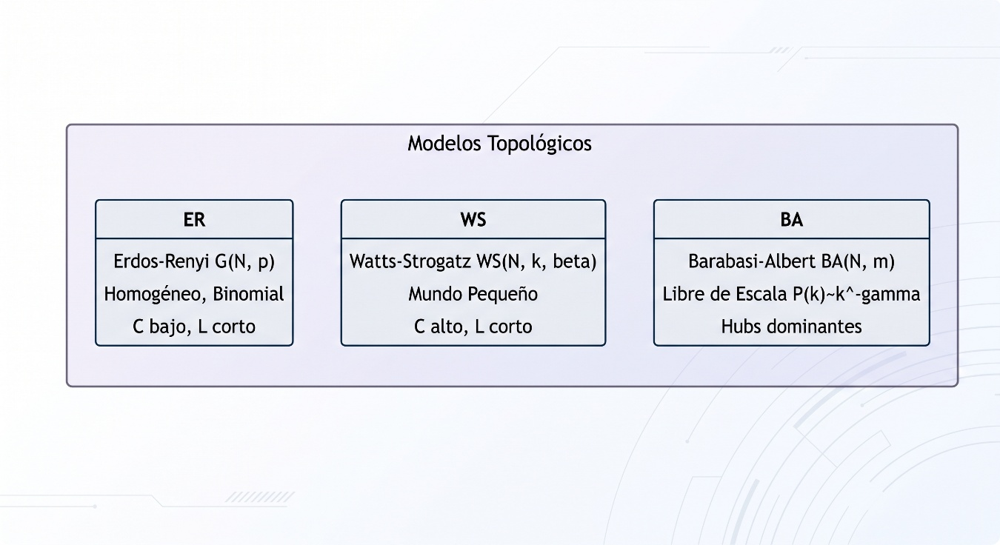 Modelos Topológicos
ER
Erdos-Renyi G(N, p)
Homogéneo, Binomial
C bajo, L corto
WS
Watts-Strogatz WS(N, k, beta)
Mundo Pequeño
C alto, L corto
BA
Barabasi-Albert BA(N, m)
Libre de Escala P(k)~k^-gamma
Hubs dominantes